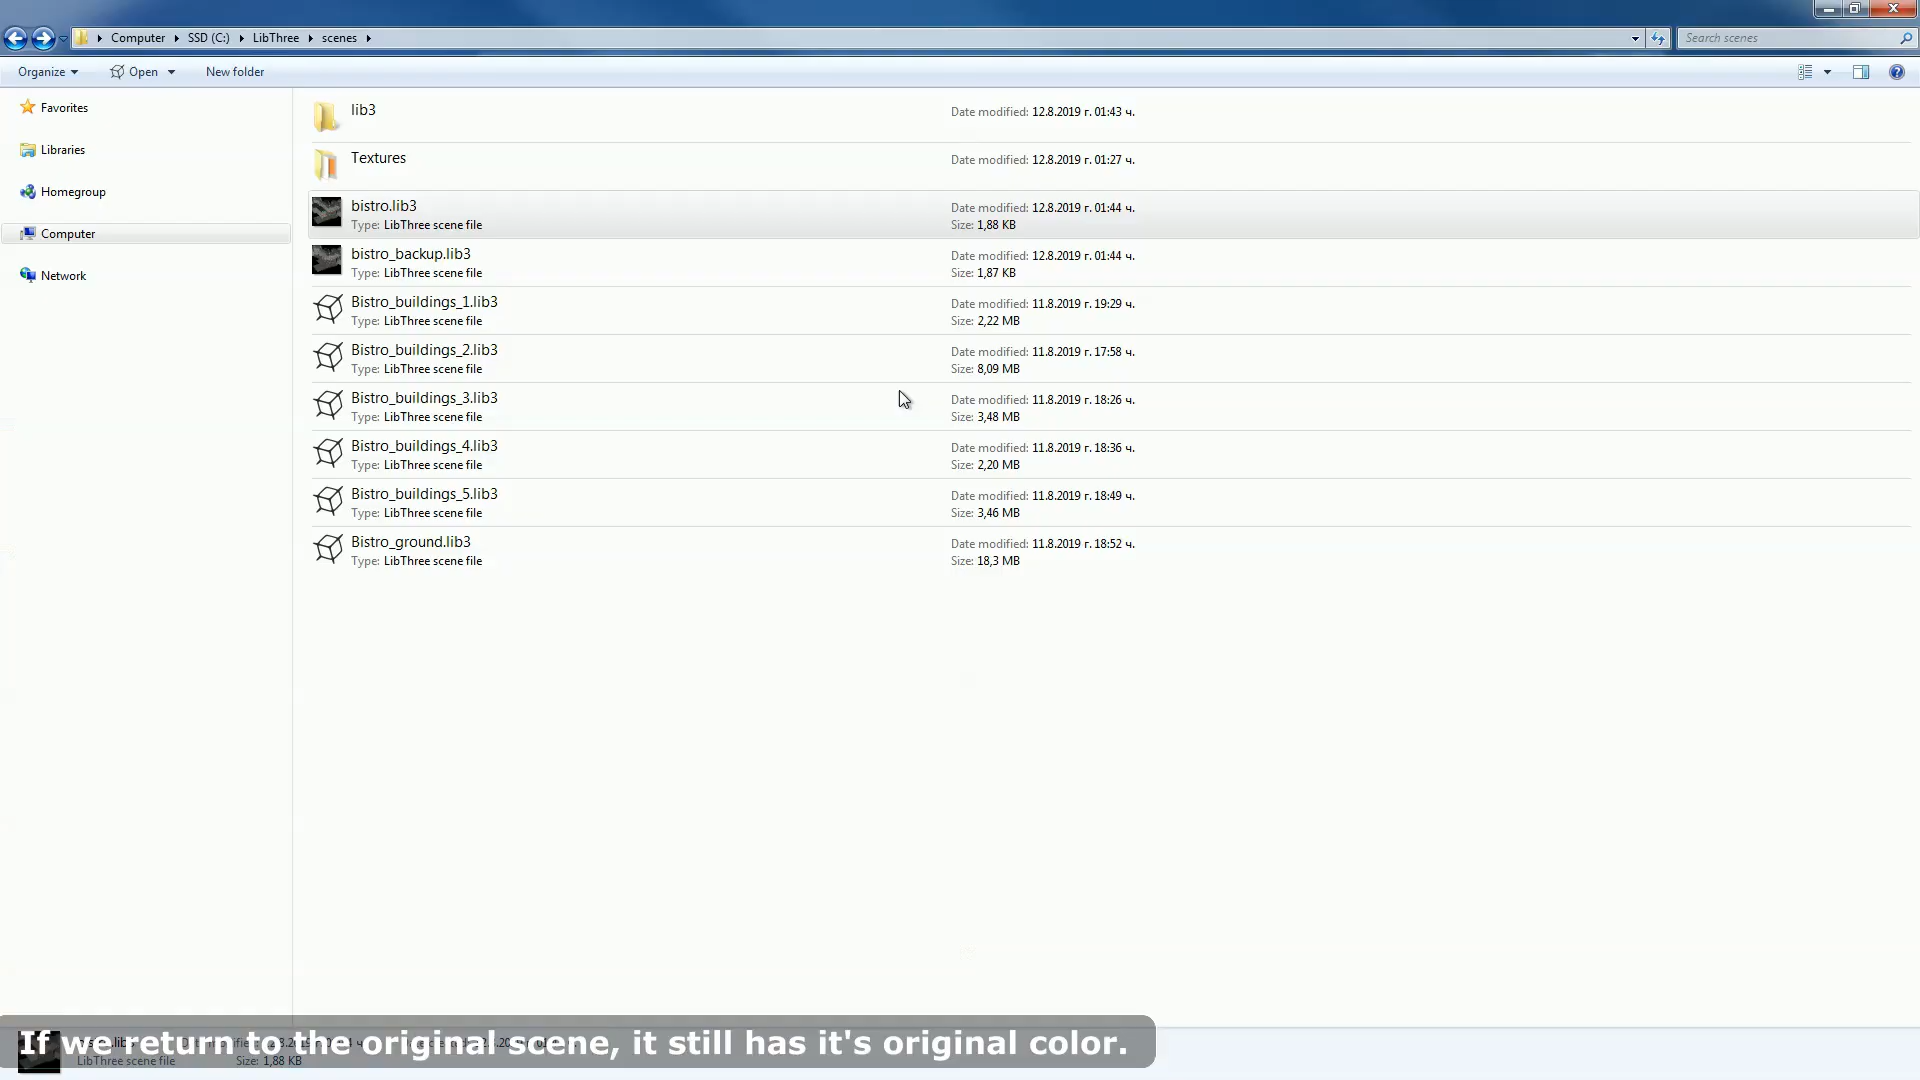 Computer SSD (C:) LibThree scenes
Search scenes
Organize Open New folder
Favorites
Libraries
Homegroup
Computer
Network
lib3 Date modified: 12.8.2019 г. 01:43 ч.
Textures Date modified: 12.8.2019 г. 01:27 ч.
bistro.lib3 Date modified: 12.8.2019 г. 01:44 ч.
Type: LibThree scene file Size: 1,88 KB
bistro_backup.lib3 Date modified: 12.8.2019 г. 01:44 ч.
Type: LibThree scene file Size: 1,87 KB
Bistro_buildings_1.lib3 Date modified: 11.8.2019 г. 19:29 ч.
Type: LibThree scene file Size: 2,22 MB
Bistro_buildings_2.lib3 Date modified: 11.8.2019 г. 17:58 ч.
Type: LibThree scene file Size: 8,09 MB
Bistro_buildings_3.lib3 Date modified: 11.8.2019 г. 18:26 ч.
Type: LibThree scene file Size: 3,48 MB
Bistro_buildings_4.lib3 Date modified: 11.8.2019 г. 18:36 ч.
Type: LibThree scene file Size: 2,20 MB
Bistro_buildings_5.lib3 Date modified: 11.8.2019 г. 18:49 ч.
Type: LibThree scene file Size: 3,46 MB
Bistro_ground.lib3 Date modified: 11.8.2019 г. 18:52 ч.
Type: LibThree scene file Size: 18,3 MB
If we return to the original scene, it still has it's original color.
LibThree scene file Size: 1,88 KB